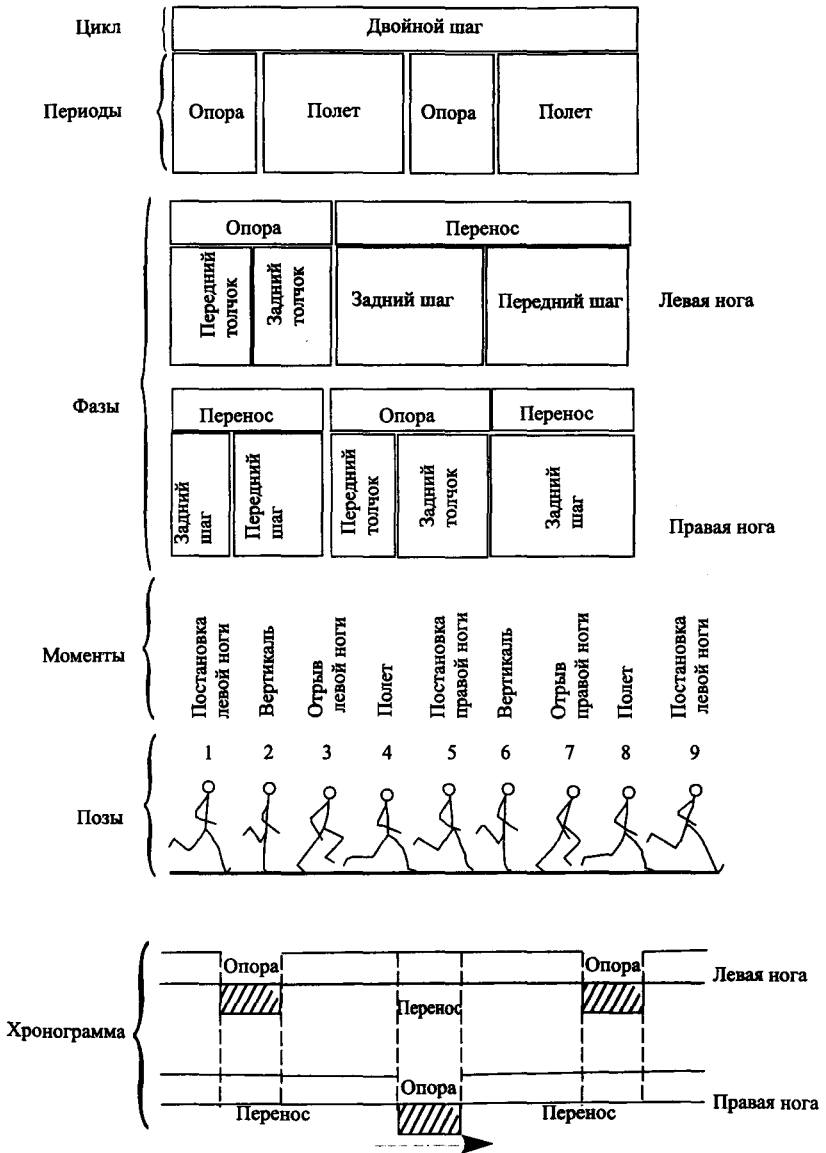 Цикл
Двойной шаг
Периоды
Опора
Полет
Опора
Полет
Фазы
Опора
Перенос
Передний
толчок
Задний
толчок
Задний шаг
Передний шаг
Левая нога
Перенос
Опора
Перенос
Задний
шаг
Передний
шаг
Передний
толчок
Задний
толчок
Задний
шаг
Правая нога
Моменты
Постановка
левой ноги
Вертикаль
Отрыв
левой ноги
Полет
Постановка
правой ноги
Вертикаль
Отрыв
правой ноги
Полет
Постановка
левой ноги
Позы
1 2 3 4 5 6 7 8 9
Хронограмма
Опора
Опора
Левая нога
Перенос
Опора
Правая нога
Перенос
Перенос